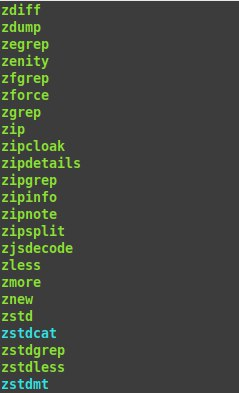 zdiff
zdump
zegrep
zenity
zfgrep
zforce
zgrep
zip
zipcloak
zipdetails
zipgrep
zipinfo
zipnote
zipsplit
zjsdecode
zless
zmore
znew
zstd
zstdcat
zstdgrep
zstdless
zstdmt